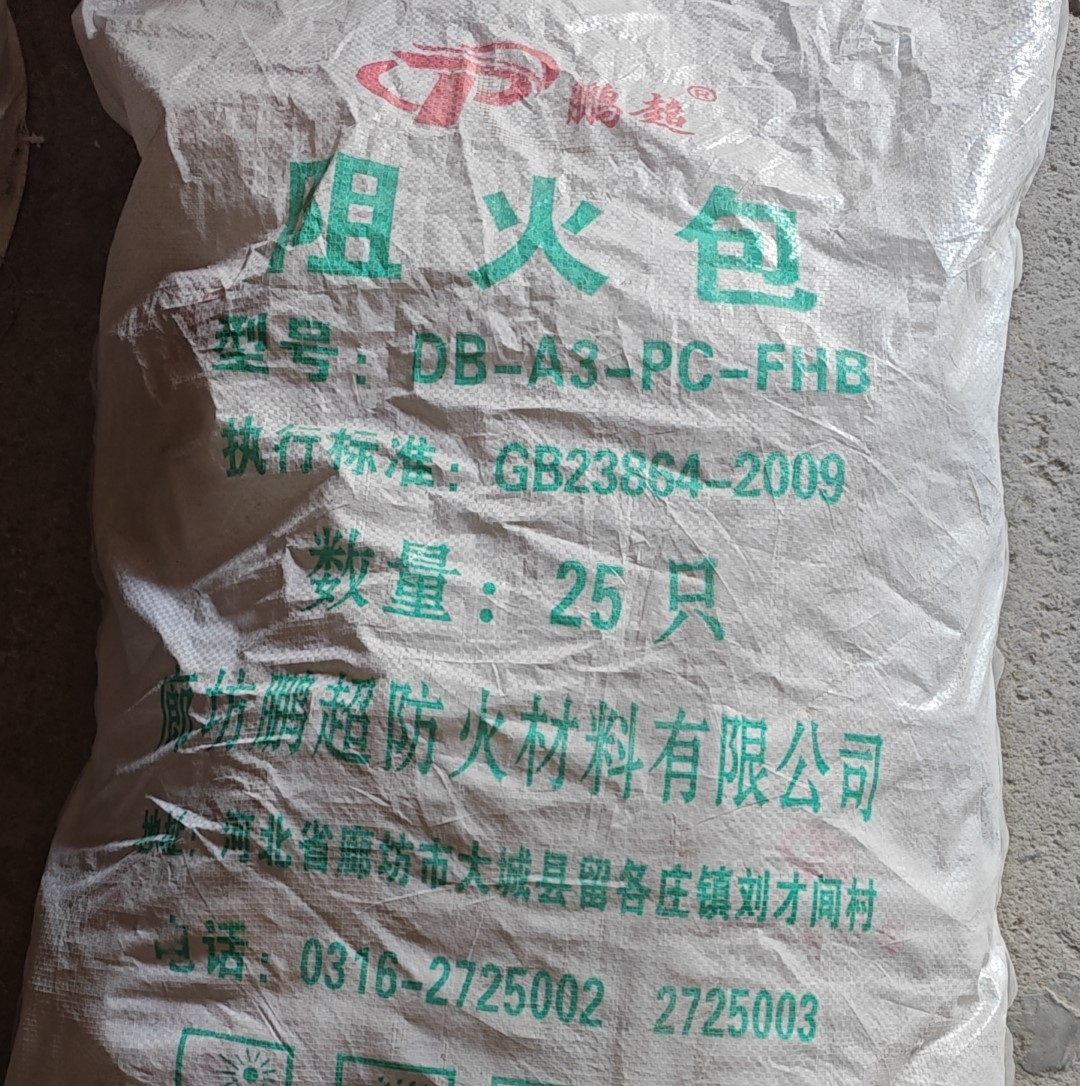 鹏超®
阻火包
型号：DB-A3-PC-FHB
执行标准：GB23864-2009
数量：25只
廊坊鹏超防火材料有限公司
地址：河北省廊坊市大城县留各庄镇刘才间村
电话：0316-2725002 2725003